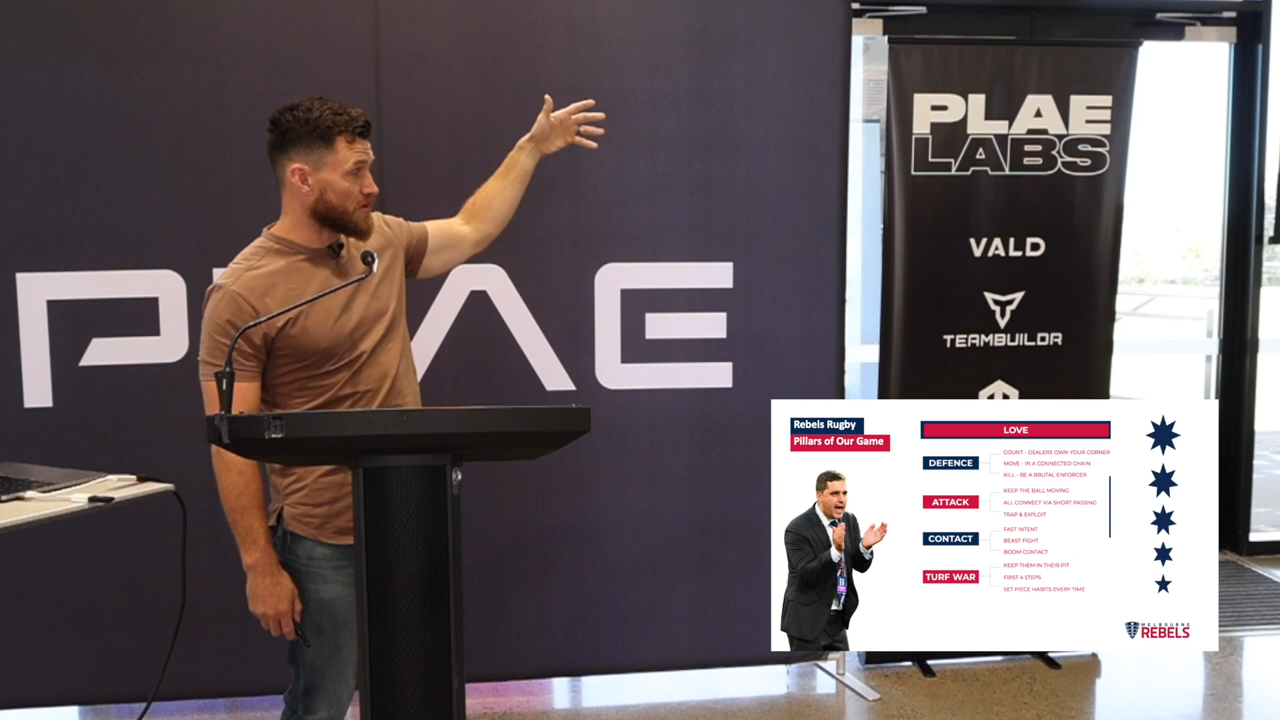 PLAE
PLAE
LABS
VALD
TEAMBUILDR
Rebels Rugby
Pillars of Our Game
LOVE
DEFENCE
COUNT - DEALERS OWN YOUR CORNER
MOVE - IN A CONNECTED CHAIN
KILL - BE A BRUTAL ENFORCER
ATTACK
KEEP THE BALL MOVING
ALL CONNECT VIA SHORT PASSING
TRAP & EXPLOIT
CONTACT
FAST INTENT
BEAST FIGHT
BOOM CONTACT
TURF WAR
KEEP THEM IN THEIR PIT
FIRST 4 STEPS
SET PIECE HABITS EVERY TIME
MELBOURNE
REBELS